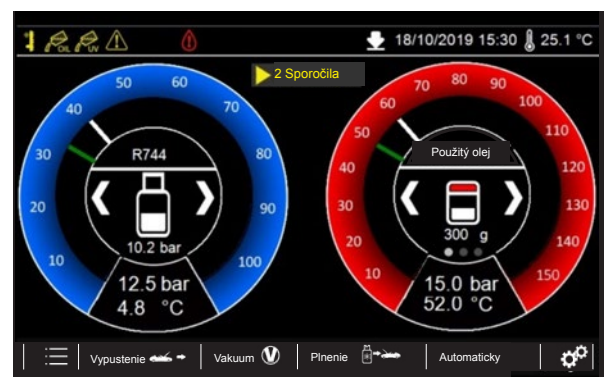 OIL UV 18/10/2019 15:30 25.1 °C
2 Sporočila
10 20 30 40 50 60 70 80 90 100
R744
10.2 bar
12.5 bar
4.8 °C
10 20 30 40 50 60 70 80 90 100 110 120 130 140 150
Použitý olej
300 g
15.0 bar
52.0 °C
Vypustenie Vakuum V Plnenie Automaticky